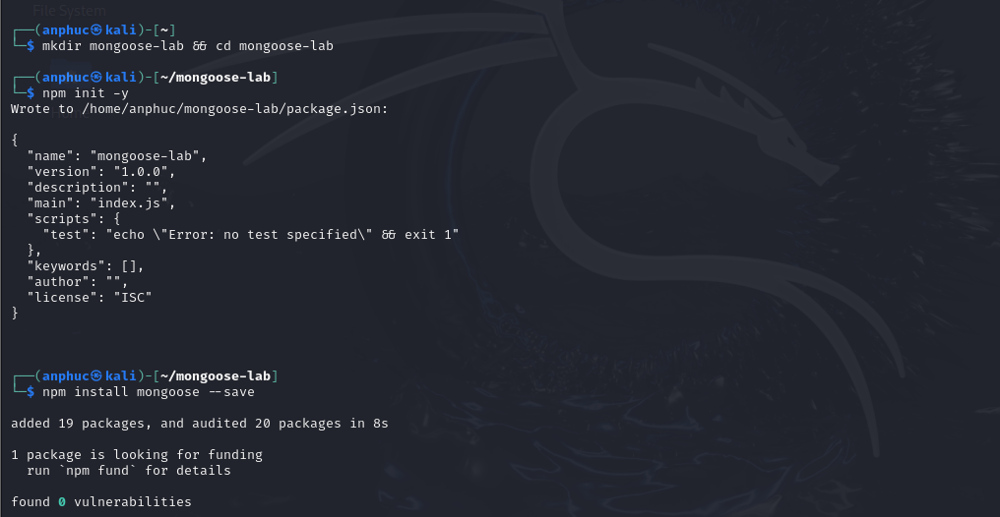 File System
┌──(anphuc㉿kali)-[~]
└─$ mkdir mongoose-lab && cd mongoose-lab
┌──(anphuc㉿kali)-[~/mongoose-lab]
└─$ npm init -y
Wrote to /home/anphuc/mongoose-lab/package.json:
{
  "name": "mongoose-lab",
  "version": "1.0.0",
  "description": "",
  "main": "index.js",
  "scripts": {
    "test": "echo \"Error: no test specified\" && exit 1"
  },
  "keywords": [],
  "author": "",
  "license": "ISC"
}
┌──(anphuc㉿kali)-[~/mongoose-lab]
└─$ npm install mongoose --save
added 19 packages, and audited 20 packages in 8s
1 package is looking for funding
  run `npm fund` for details
found 0 vulnerabilities